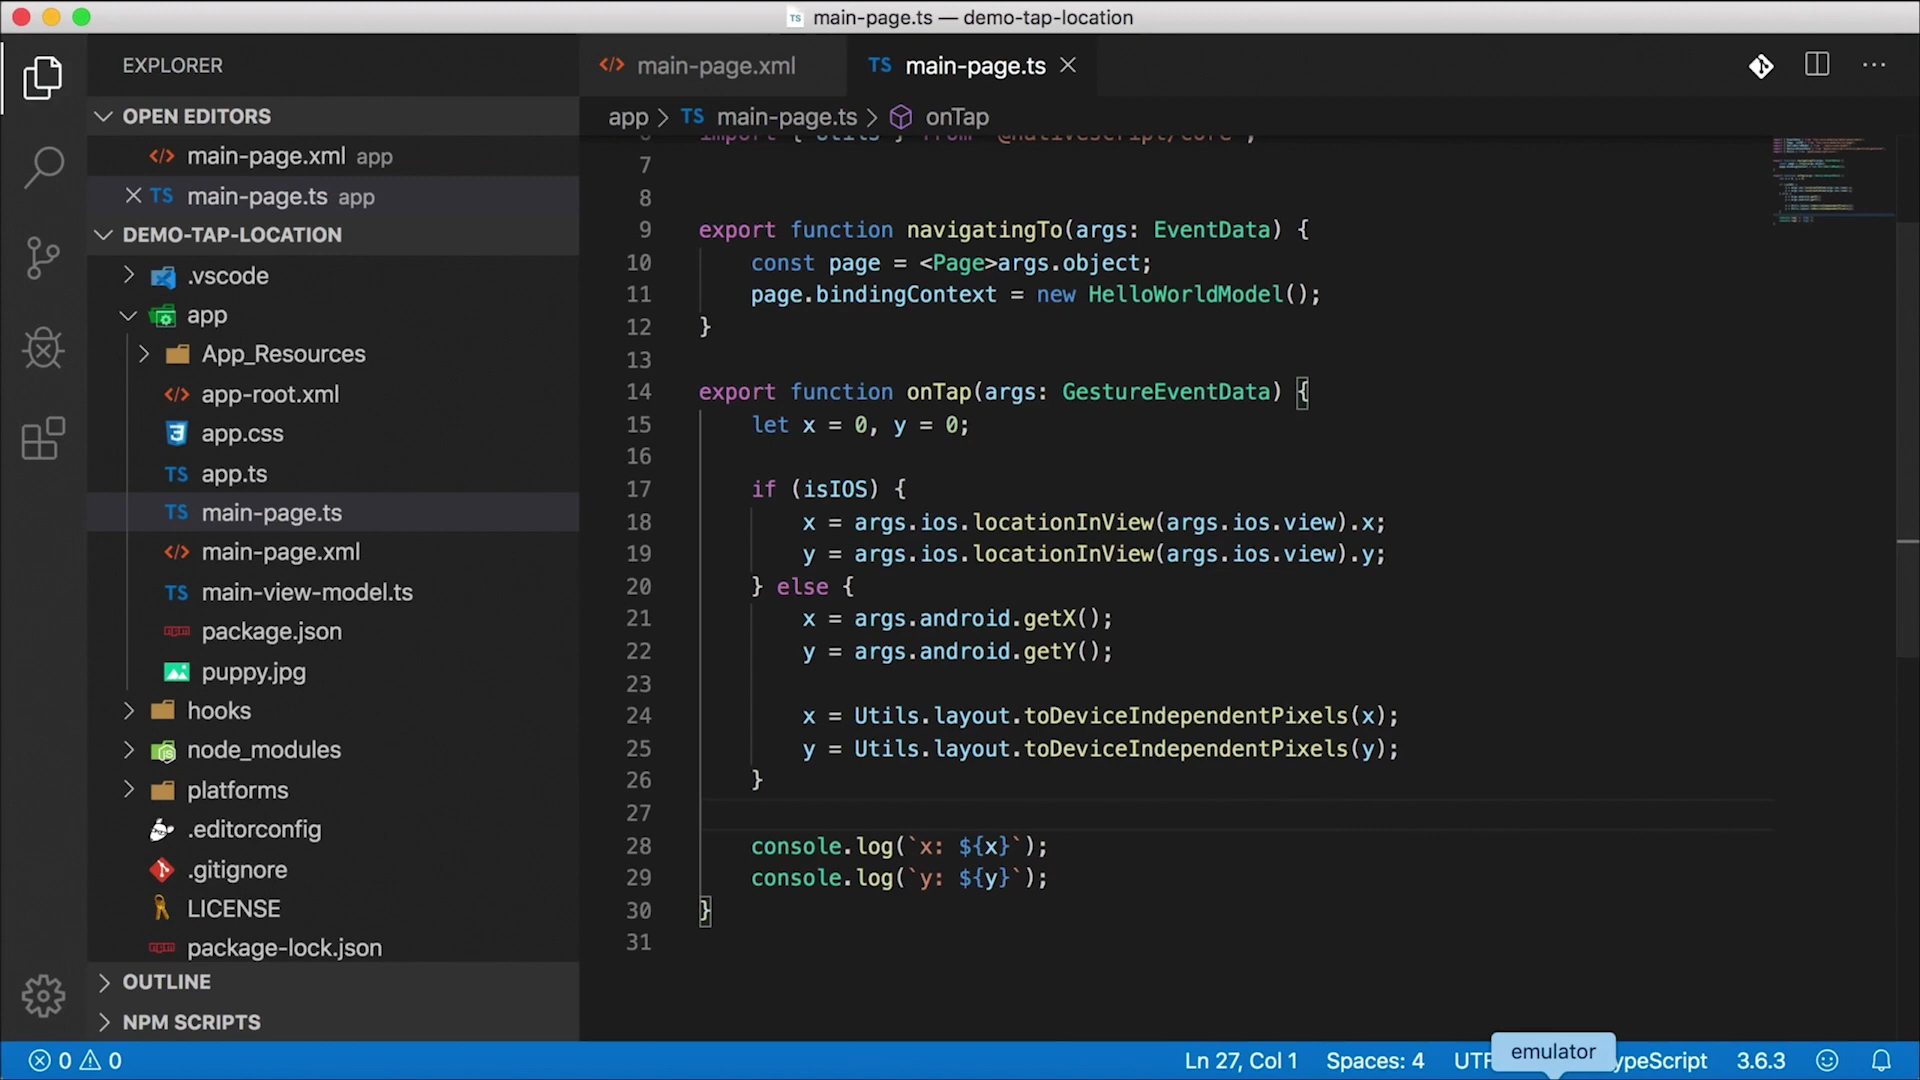 main-page.ts — demo-tap-location
EXPLORER
OPEN EDITORS
main-page.xml app
main-page.ts app
DEMO-TAP-LOCATION
.vscode
app
App_Resources
app-root.xml
app.css
app.ts
main-page.ts
main-page.xml
main-view-model.ts
package.json
puppy.jpg
hooks
node_modules
platforms
.editorconfig
.gitignore
LICENSE
package-lock.json
OUTLINE
NPM SCRIPTS
main-page.xml
TS main-page.ts
app > TS main-page.ts > onTap
7
8
9 export function navigatingTo(args: EventData) {
10 const page = <Page>args.object;
11 page.bindingContext = new HelloWorldModel();
12 }
13
14 export function onTap(args: GestureEventData) {
15 let x = 0, y = 0;
16
17 if (isIOS) {
18 x = args.ios.locationInView(args.ios.view).x;
19 y = args.ios.locationInView(args.ios.view).y;
20 } else {
21 x = args.android.getX();
22 y = args.android.getY();
23
24 x = Utils.layout.toDeviceIndependentPixels(x);
25 y = Utils.layout.toDeviceIndependentPixels(y);
26 }
27
28 console.log(`x: ${x}`);
29 console.log(`y: ${y}`);
30 }
31
0 0
Ln 27, Col 1
Spaces: 4
UTF
emulator
ypeScript
3.6.3